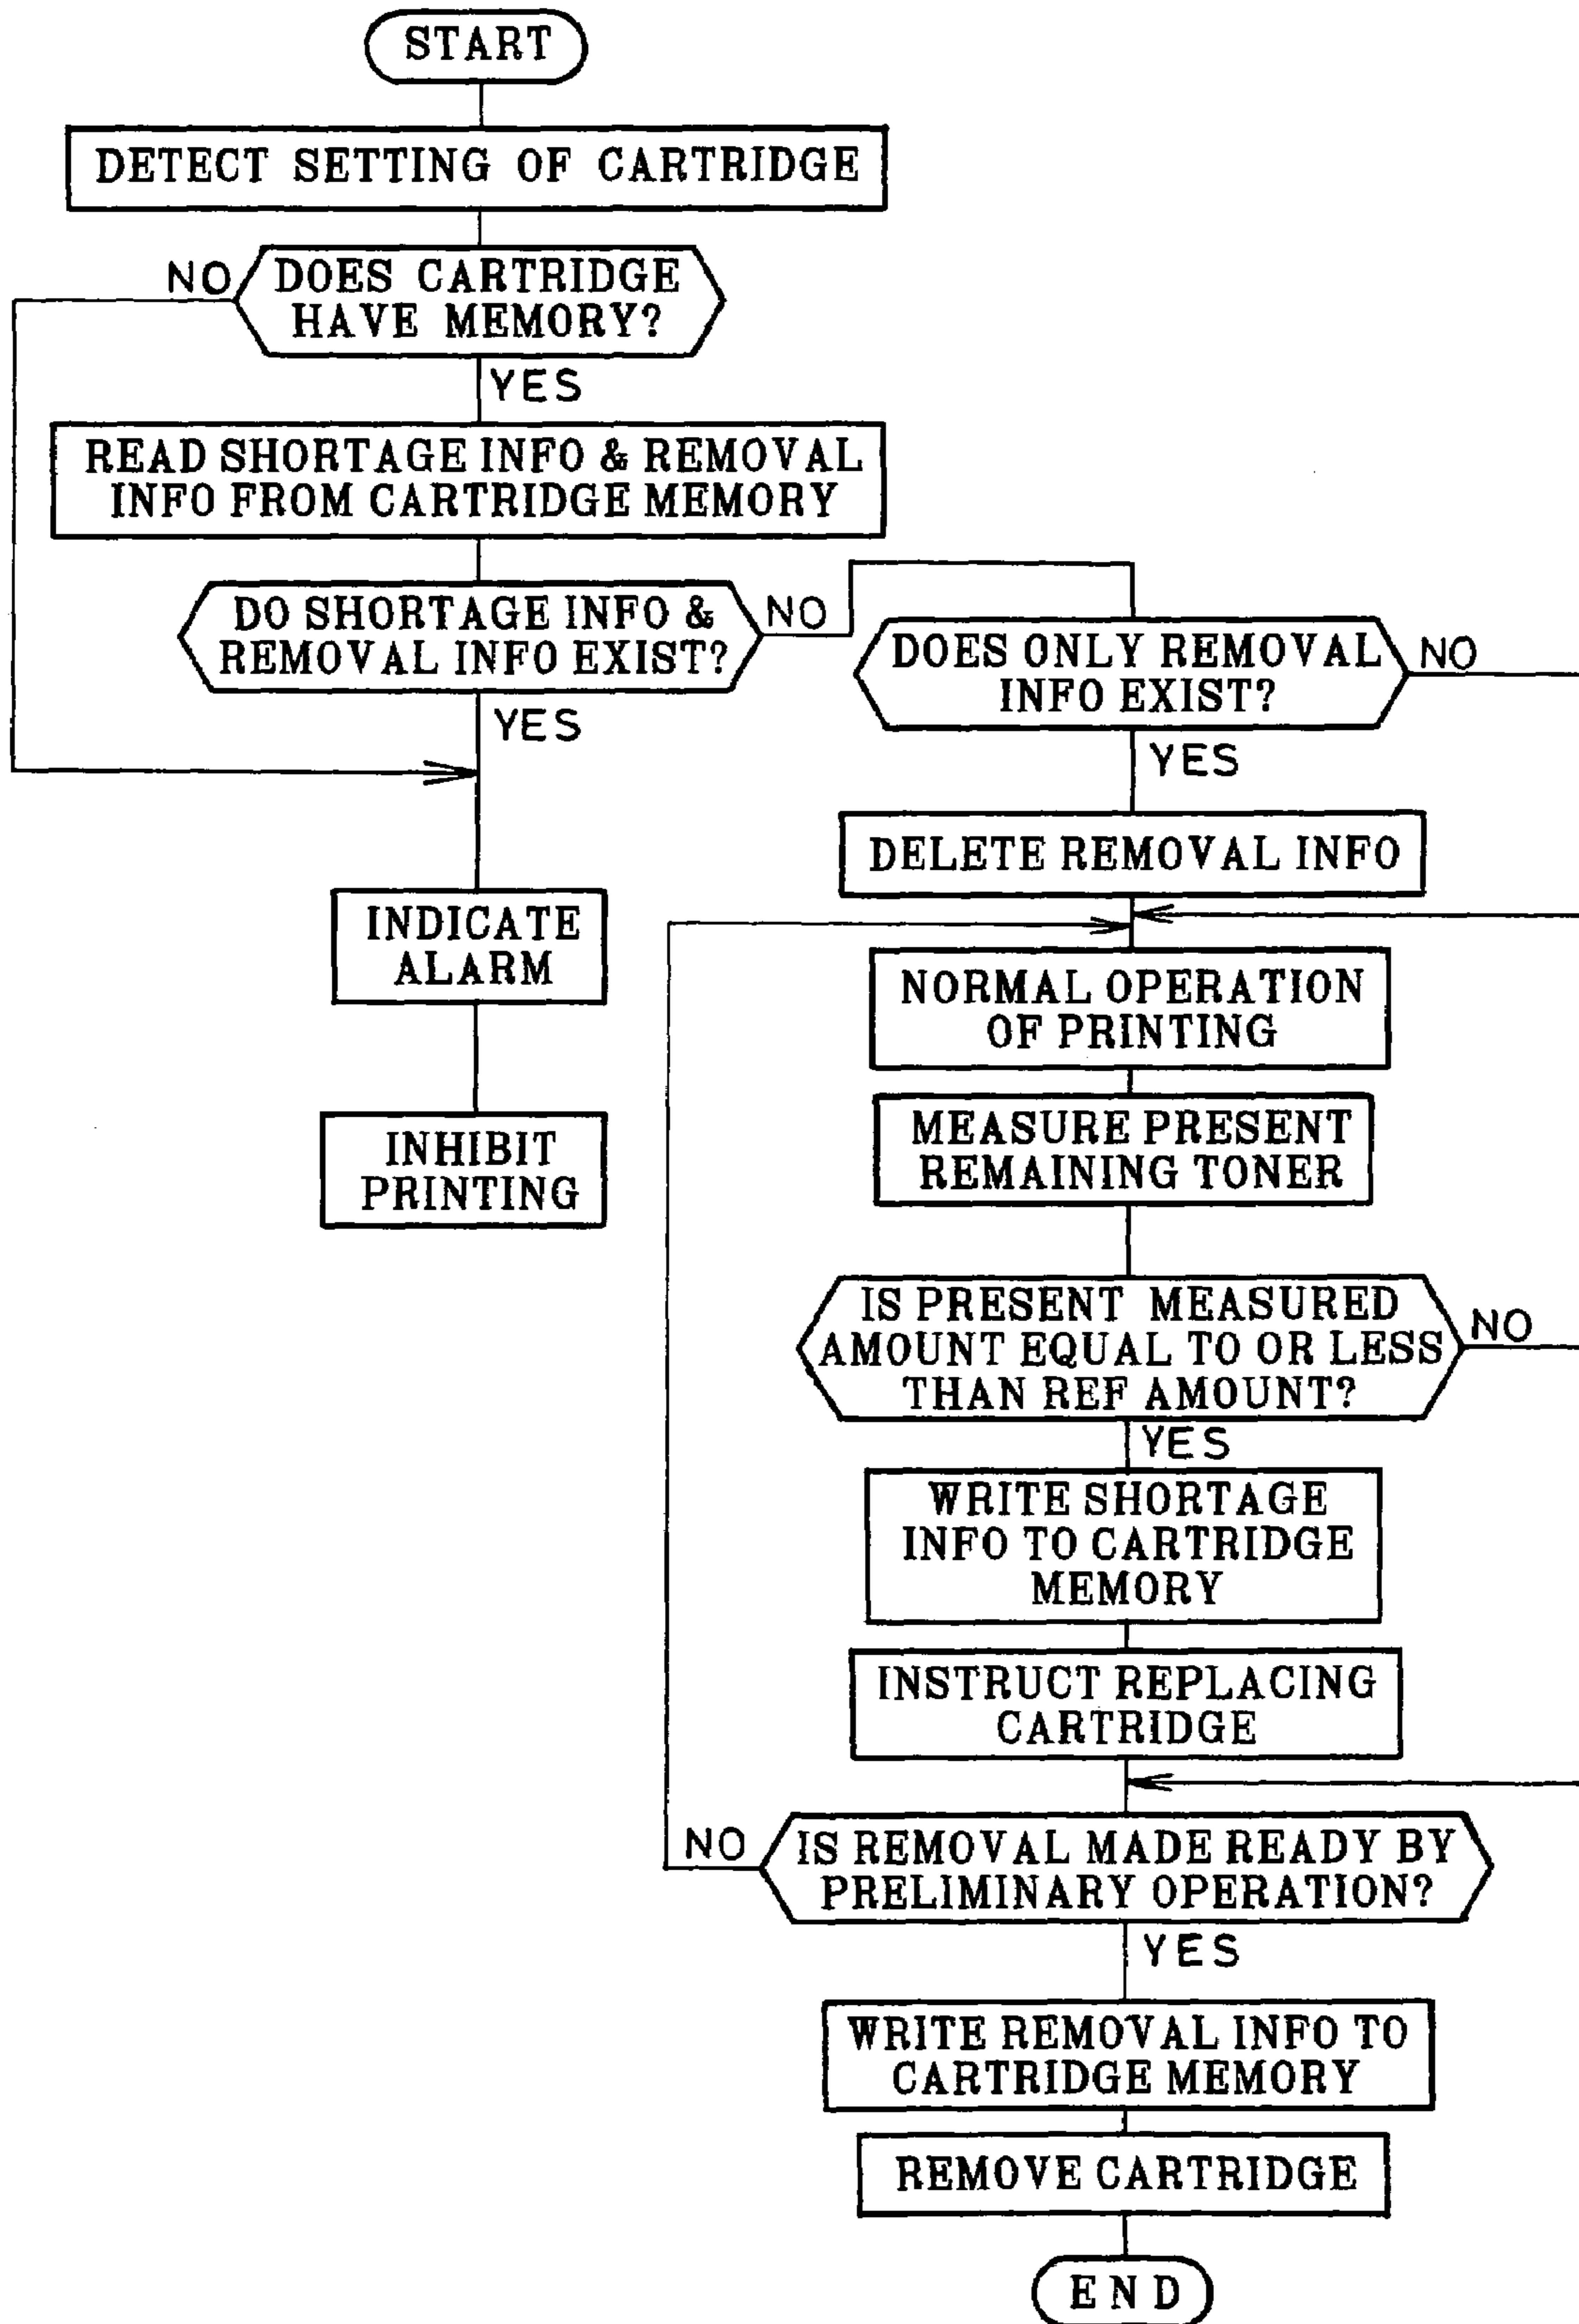 START
DETECT SETTING OF CARTRIDGE
NO
DOES CARTRIDGE
HAVE MEMORY?
YES
READ SHORTAGE INFO & REMOVAL
INFO FROM CARTRIDGE MEMORY
DO SHORTAGE INFO &
REMOVAL INFO EXIST?
NO
YES
INDICATE
ALARM
INHIBIT
PRINTING
DOES ONLY REMOVAL
INFO EXIST?
NO
YES
DELETE REMOVAL INFO
NORMAL OPERATION
OF PRINTING
MEASURE PRESENT
REMAINING TONER
IS PRESENT MEASURED
AMOUNT EQUAL TO OR LESS
THAN REF AMOUNT?
NO
YES
WRITE SHORTAGE
INFO TO CARTRIDGE
MEMORY
INSTRUCT REPLACING
CARTRIDGE
NO
IS REMOVAL MADE READY BY
PRELIMINARY OPERATION?
YES
WRITE REMOVAL INFO TO
CARTRIDGE MEMORY
REMOVE CARTRIDGE
END